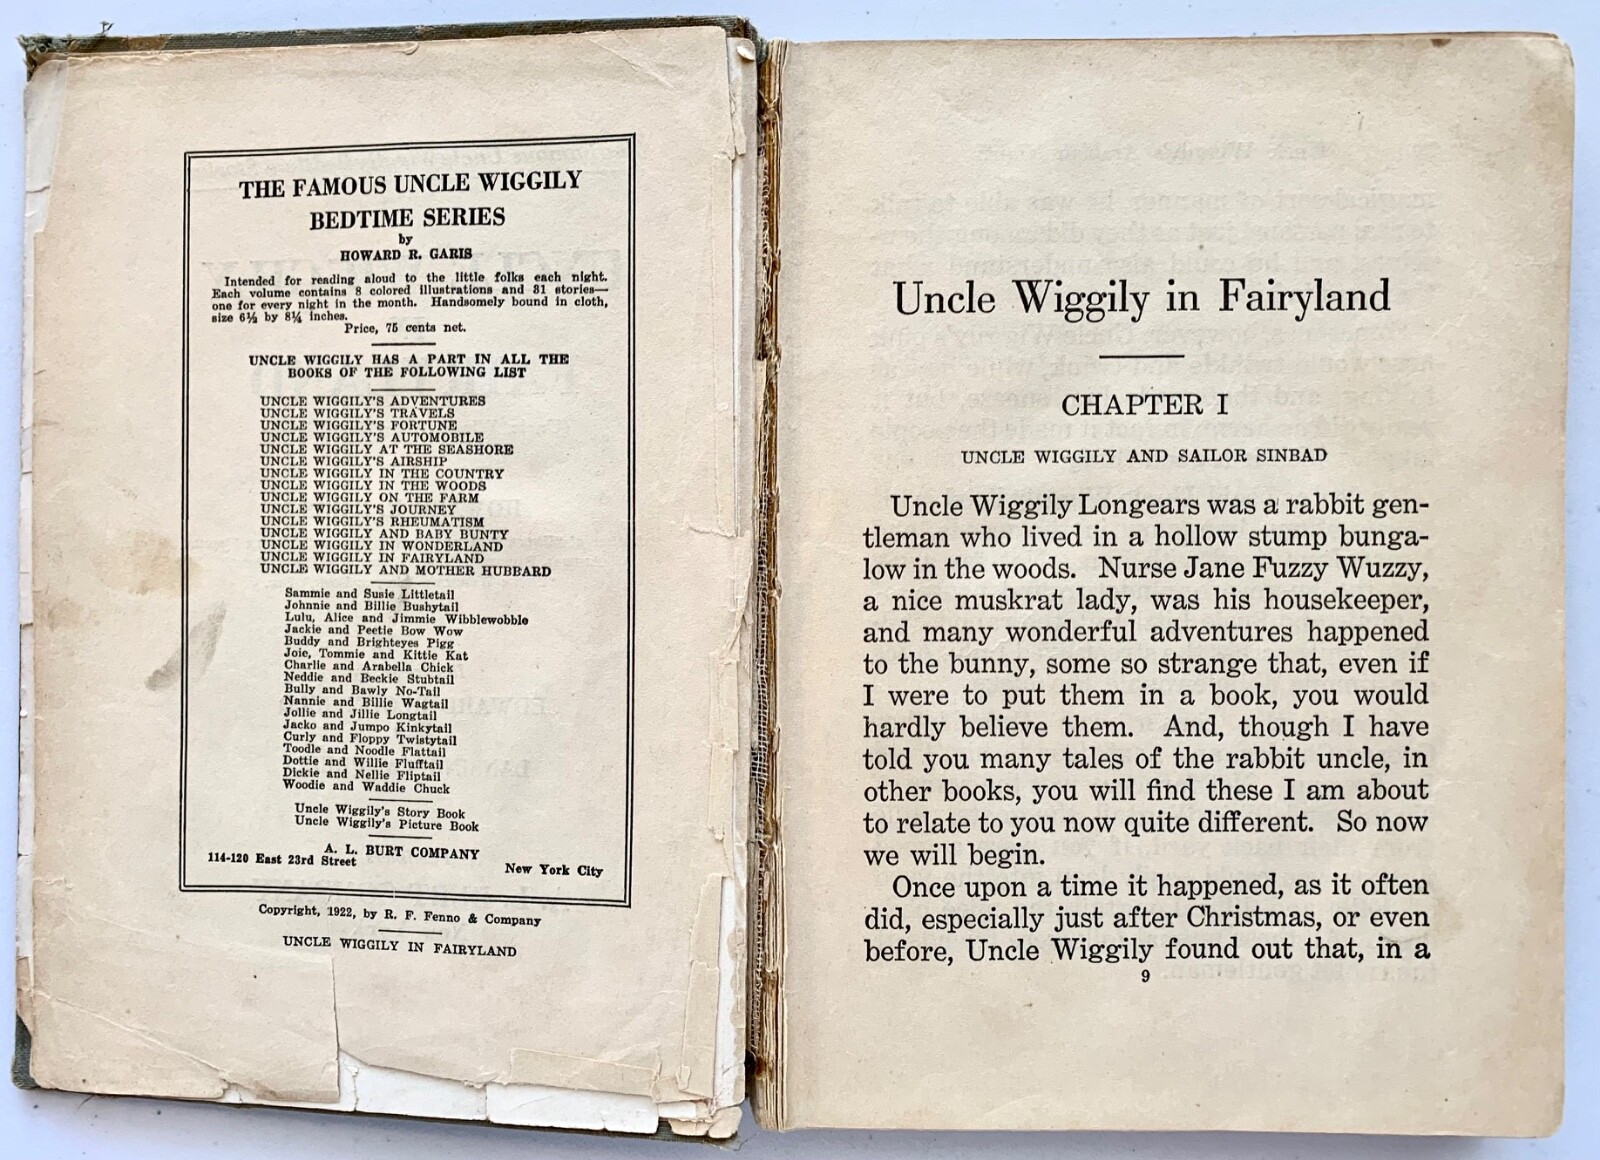 THE FAMOUS UNCLE WIGGILY
BEDTIME SERIES
by
HOWARD R. GARIS
Intended for reading aloud to the little folks each night.
Each volume contains 8 colored illustrations and 31 stories—
one for every night in the month. Handsomely bound in cloth,
size 6½ by 8¼ inches.
Price, 75 cents net.
UNCLE WIGGILY HAS A PART IN ALL THE
BOOKS OF THE FOLLOWING LIST
UNCLE WIGGILY'S ADVENTURES
UNCLE WIGGILY'S TRAVELS
UNCLE WIGGILY'S FORTUNE
UNCLE WIGGILY'S AUTOMOBILE
UNCLE WIGGILY AT THE SEASHORE
UNCLE WIGGILY'S AIRSHIP
UNCLE WIGGILY IN THE COUNTRY
UNCLE WIGGILY IN THE WOODS
UNCLE WIGGILY ON THE FARM
UNCLE WIGGILY'S JOURNEY
UNCLE WIGGILY'S RHEUMATISM
UNCLE WIGGILY AND BABY BUNTY
UNCLE WIGGILY IN WONDERLAND
UNCLE WIGGILY IN FAIRYLAND
UNCLE WIGGILY AND MOTHER HUBBARD
Sammie and Susie Littletail
Johnnie and Billie Bushytail
Lulu, Alice and Jimmie Wibblewobble
Jackie and Peetie Bow Wow
Buddy and Brighteyes Pigg
Joie, Tommie and Kittie Kat
Charlie and Arabella Chick
Neddie and Beckie Stubtail
Bully and Bawly No-Tail
Nannie and Billie Wagtail
Jollie and Jillie Longtail
Jacko and Jumpo Kinkytail
Curly and Floppy Twistytail
Toodle and Noodle Flattail
Dottie and Willie Flufftail
Dickie and Nellie Fliptail
Woodie and Waddie Chuck
Uncle Wiggily's Story Book
Uncle Wiggily's Picture Book
A. L. BURT COMPANY
114-120 East 23rd Street New York City
Copyright, 1922, by R. F. Fenno & Company
UNCLE WIGGILY IN FAIRYLAND
Uncle Wiggily in Fairyland
CHAPTER I
UNCLE WIGGILY AND SAILOR SINBAD
Uncle Wiggily Longears was a rabbit gen-
tleman who lived in a hollow stump bunga-
low in the woods. Nurse Jane Fuzzy Wuzzy,
a nice muskrat lady, was his housekeeper,
and many wonderful adventures happened
to the bunny, some so strange that, even if
I were to put them in a book, you would
hardly believe them. And, though I have
told you many tales of the rabbit uncle, in
other books, you will find these I am about
to relate to you now quite different. So now
we will begin.
Once upon a time it happened, as it often
did, especially just after Christmas, or even
before, Uncle Wiggily found out that, in a
9